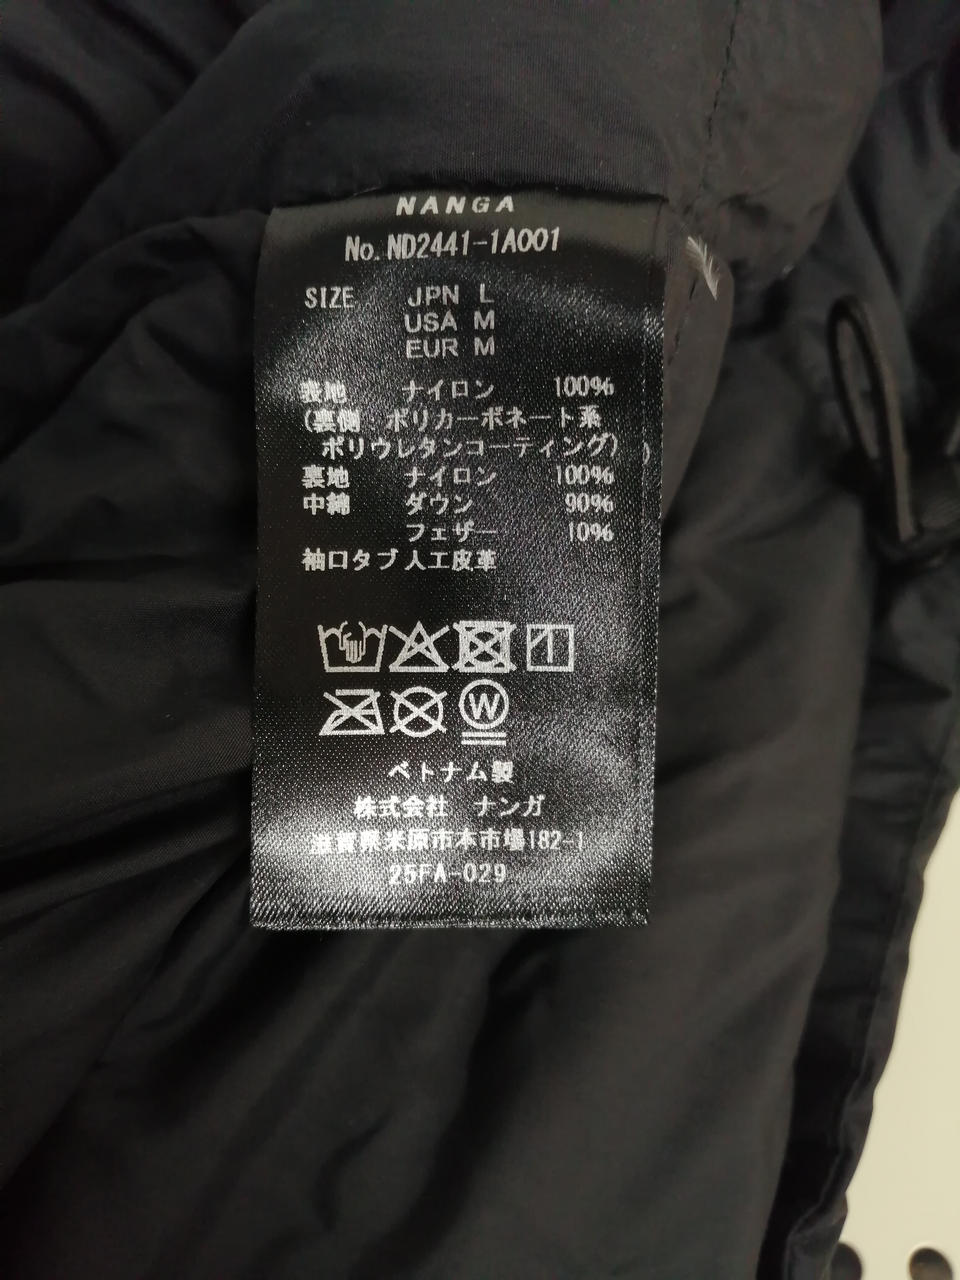 NANGA
No. ND2441-1A001
SIZE JPN L
USA M
EUR M
表地 ナイロン 100%
(裏側 ポリカーボネート系
ポリウレタンコーティング)
裏地 ナイロン 100%
中綿 ダウン 90%
フェザー 10%
袖口タブ 人工皮革
W
ベトナム製
株式会社 ナンガ
滋賀県米原市本市場182-1
25FA-029